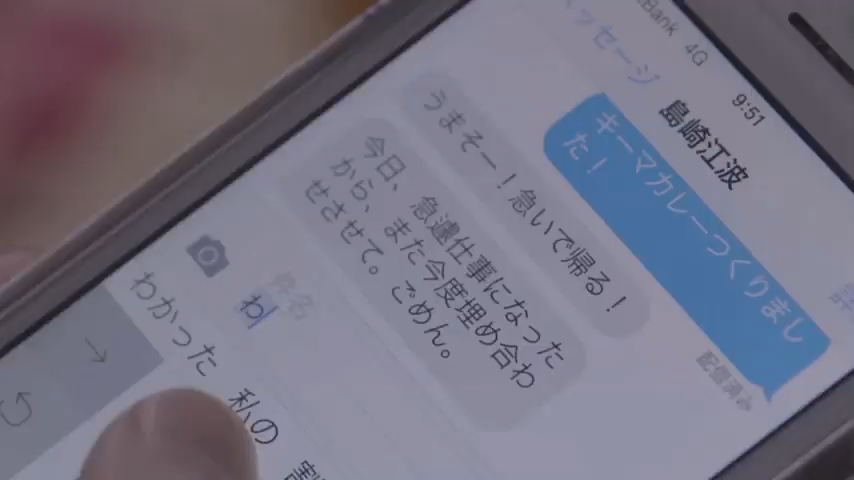 Bank 4G
9:51
メッセージ
島崎江波
キーマカレーつくりまし
た！
配信済み
うまそー！急いで帰る！
今日、急遽仕事になった
から、また今度埋め合わ
せさせて。ごめん。
件名
わ
わかった 私の